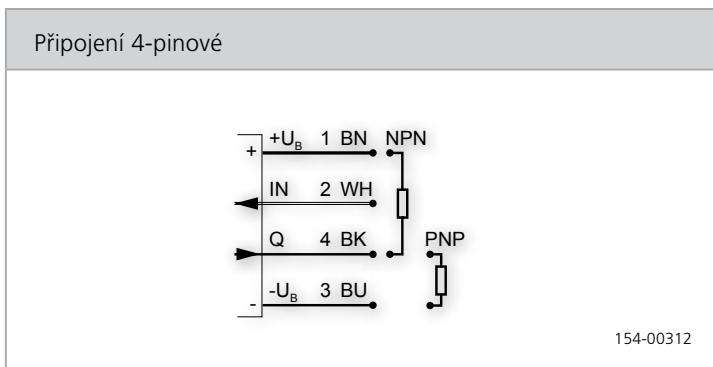 Připojení 4-pinové
+ +U_B 1 BN NPN
IN 2 WH
Q 4 BK PNP
- -U_B 3 BU
154-00312